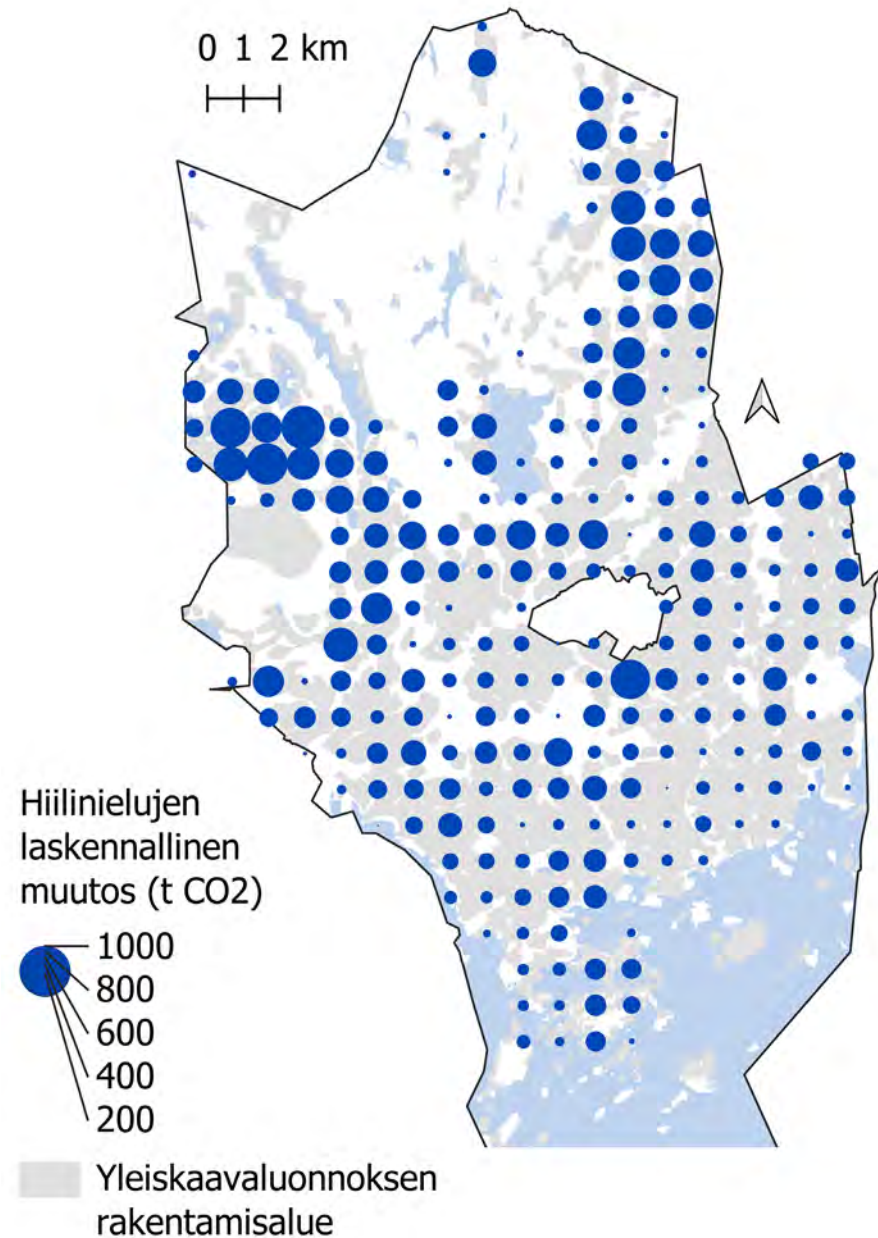 0 1 2 km
Hiilinielujen
laskennallinen
muutos (t CO2)
1000
800
600
400
200
Yleiskaavaluonnoksen
rakentamisalue